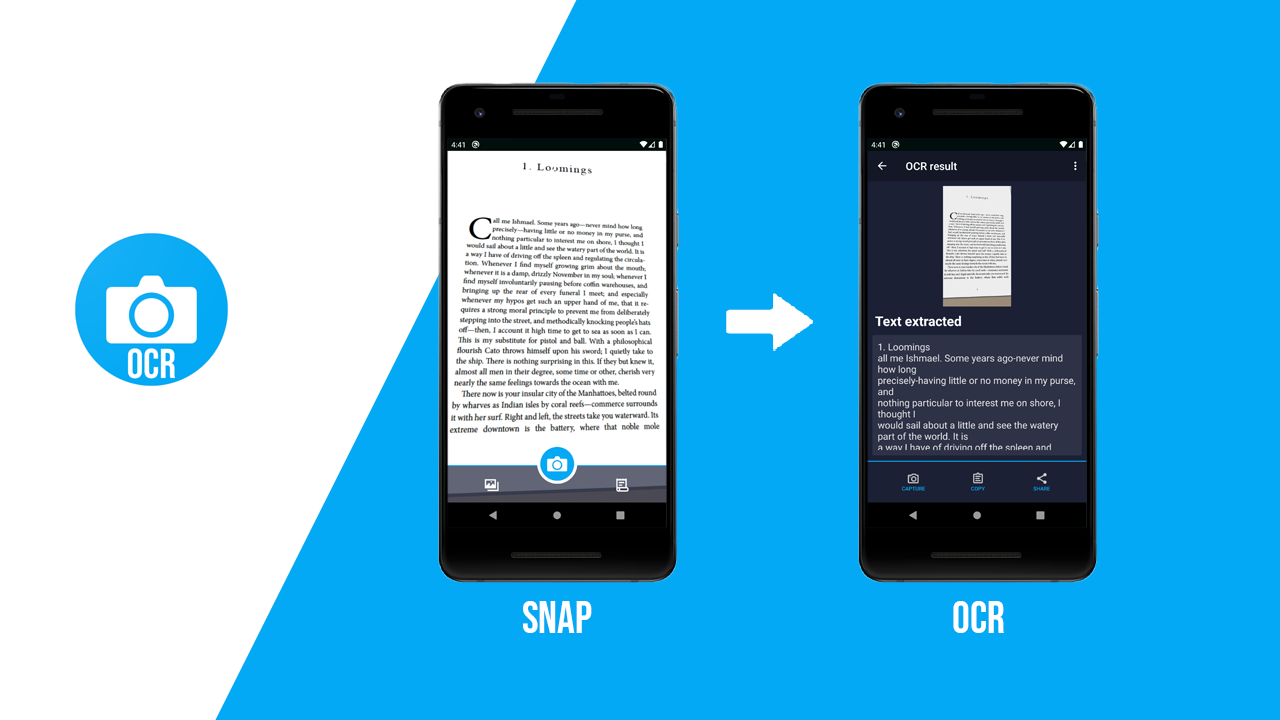 OCR
4:41
1. Loomings
Call me Ishmael. Some years ago—never mind how long
precisely—having little or no money in my purse, and
nothing particular to interest me on shore, I thought I
would sail about a little and see the watery part of the world. It is
a way I have of driving off the spleen and regulating the circula-
tion. Whenever I find myself growing grim about the mouth;
whenever it is a damp, drizzly November in my soul; whenever I
find myself involuntarily pausing before coffin warehouses, and
bringing up the rear of every funeral I meet; and especially
whenever my hypos get such an upper hand of me, that it re-
quires a strong moral principle to prevent me from deliberately
stepping into the street, and methodically knocking people's hats
off—then, I account it high time to get to sea as soon as I can.
This is my substitute for pistol and ball. With a philosophical
flourish Cato throws himself upon his sword; I quietly take to
the ship. There is nothing surprising in this. If they but knew it,
almost all men in their degree, some time or other, cherish very
nearly the same feelings towards the ocean with me.
There now is your insular city of the Manhattoes, belted round
by wharves as Indian isles by coral reefs—commerce surrounds
it with her surf. Right and left, the streets take you waterward. Its
extreme downtown is the battery, where that noble mole
SNAP
4:41
OCR result
Text extracted
1. Loomings
all me Ishmael. Some years ago-never mind
how long
precisely-having little or no money in my purse,
and
nothing particular to interest me on shore, I
thought I
would sail about a little and see the watery
part of the world. It is
a way I have of driving off the spleen and
CAPTURE
COPY
SHARE
OCR